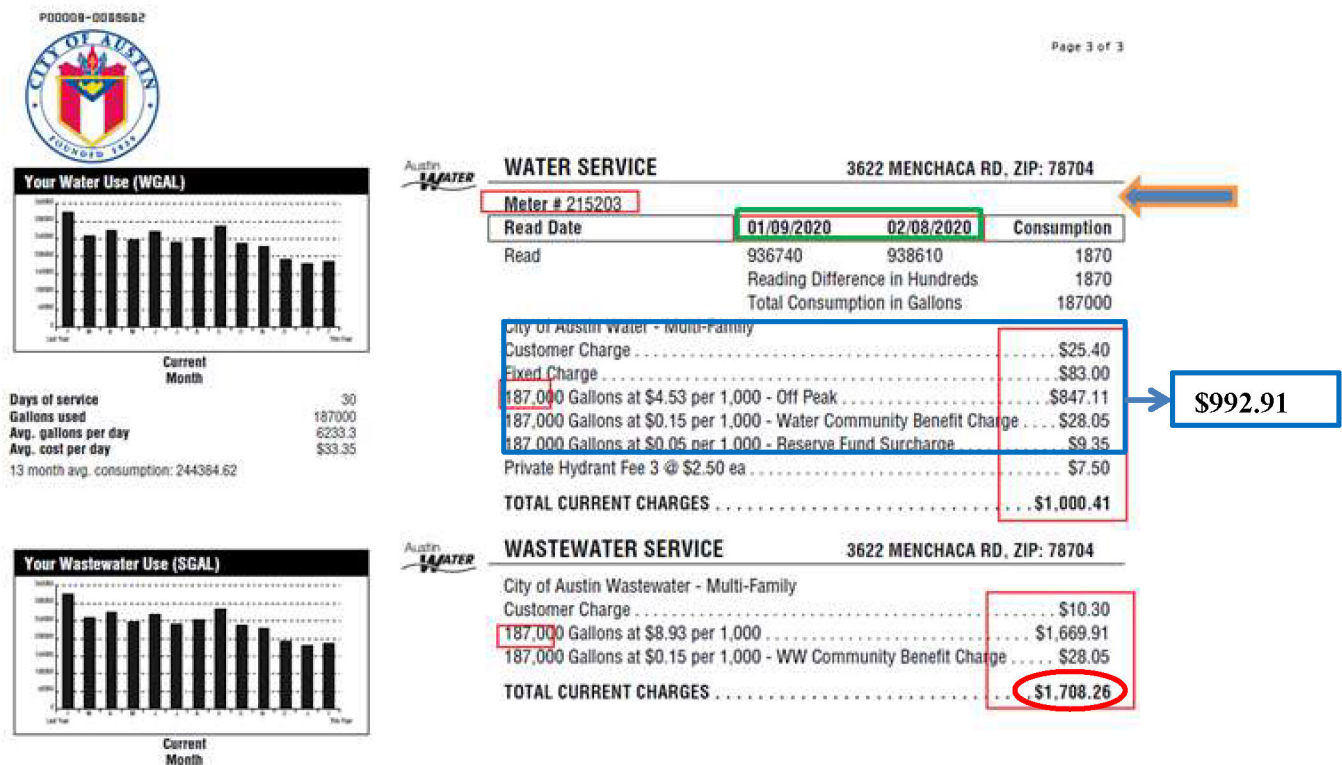 P00009-0009602
Page 3 of 3
CITY OF AUSTIN
FOUNDED 1839
Your Water Use (WGAL)
Last Year
This Year
Current
Month
Days of service 30
Gallons used 187000
Avg. gallons per day 6233.3
Avg. cost per day $33.35
13 month avg. consumption: 244384.62
Austin WATER
WATER SERVICE 3622 MENCHACA RD, ZIP: 78704
Meter # 215203
Read Date 01/09/2020 02/08/2020 Consumption
Read 936740 938610 1870
Reading Difference in Hundreds 1870
Total Consumption in Gallons 187000
City of Austin Water - Multi-Family
Customer Charge $25.40
Fixed Charge $83.00
187,000 Gallons at $4.53 per 1,000 - Off Peak $847.11
187,000 Gallons at $0.15 per 1,000 - Water Community Benefit Charge $28.05
187,000 Gallons at $0.05 per 1,000 - Reserve Fund Surcharge $9.35
Private Hydrant Fee 3 @ $2.50 ea $7.50
TOTAL CURRENT CHARGES $1,000.41
$992.91
Your Wastewater Use (SGAL)
Last Year
This Year
Current
Month
Austin WATER
WASTEWATER SERVICE 3622 MENCHACA RD, ZIP: 78704
City of Austin Wastewater - Multi-Family
Customer Charge $10.30
187,000 Gallons at $8.93 per 1,000 $1,669.91
187,000 Gallons at $0.15 per 1,000 - WW Community Benefit Charge $28.05
TOTAL CURRENT CHARGES $1,708.26